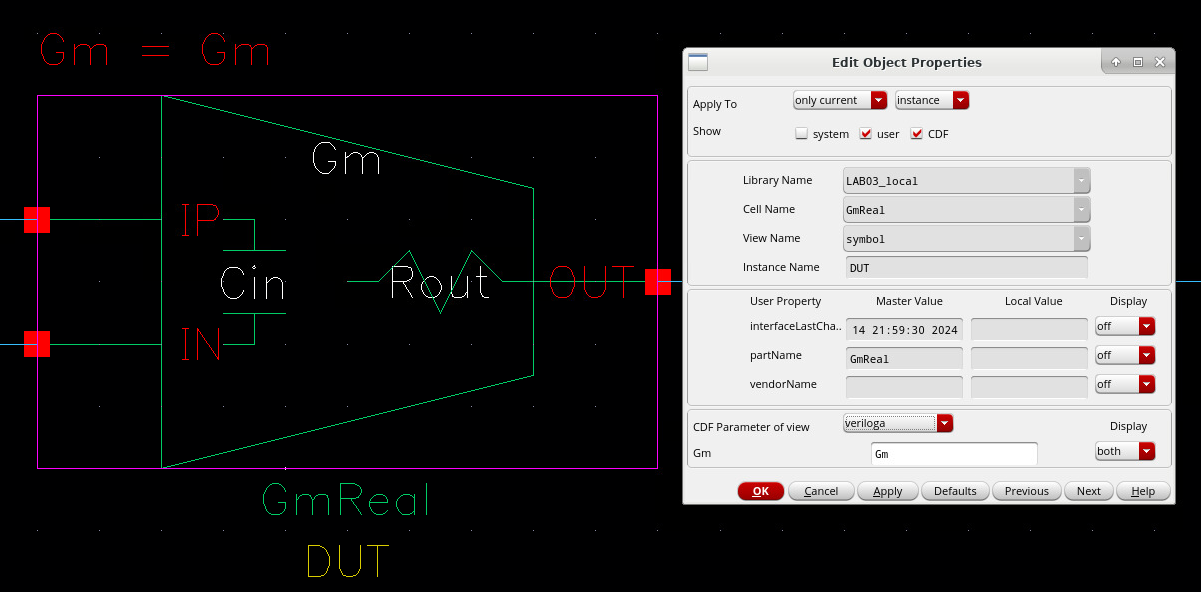 Gm = Gm
Gm
IP
Cin
Rout
OUT
IN
GmReal
DUT
Edit Object Properties
Apply To only current instance
Show system user CDF
Library Name LAB03_local
Cell Name GmReal
View Name symbol
Instance Name DUT
User Property Master Value Local Value Display
interfaceLastCha.. 14 21:59:30 2024 off
partName GmReal off
vendorName off
CDF Parameter of view veriloga Display
Gm Gm both
OK Cancel Apply Defaults Previous Next Help